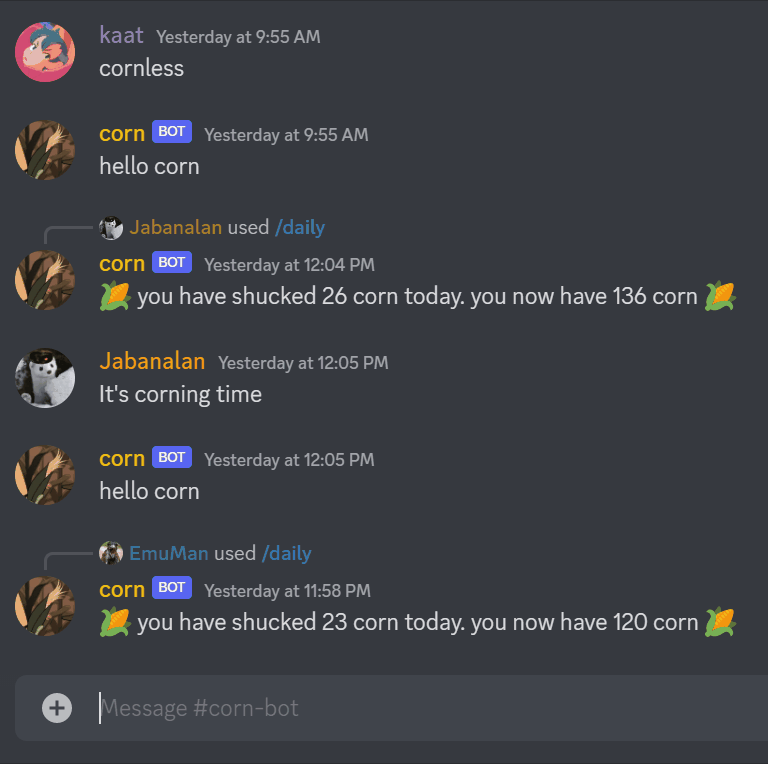 kaat Yesterday at 9:55 AM
cornless
corn BOT Yesterday at 9:55 AM
hello corn
Jabanalan used /daily
corn BOT Yesterday at 12:04 PM
🌽 you have shucked 26 corn today. you now have 136 corn 🌽
Jabanalan Yesterday at 12:05 PM
It's corning time
corn BOT Yesterday at 12:05 PM
hello corn
EmuMan used /daily
corn BOT Yesterday at 11:58 PM
🌽 you have shucked 23 corn today. you now have 120 corn 🌽
Message #corn-bot